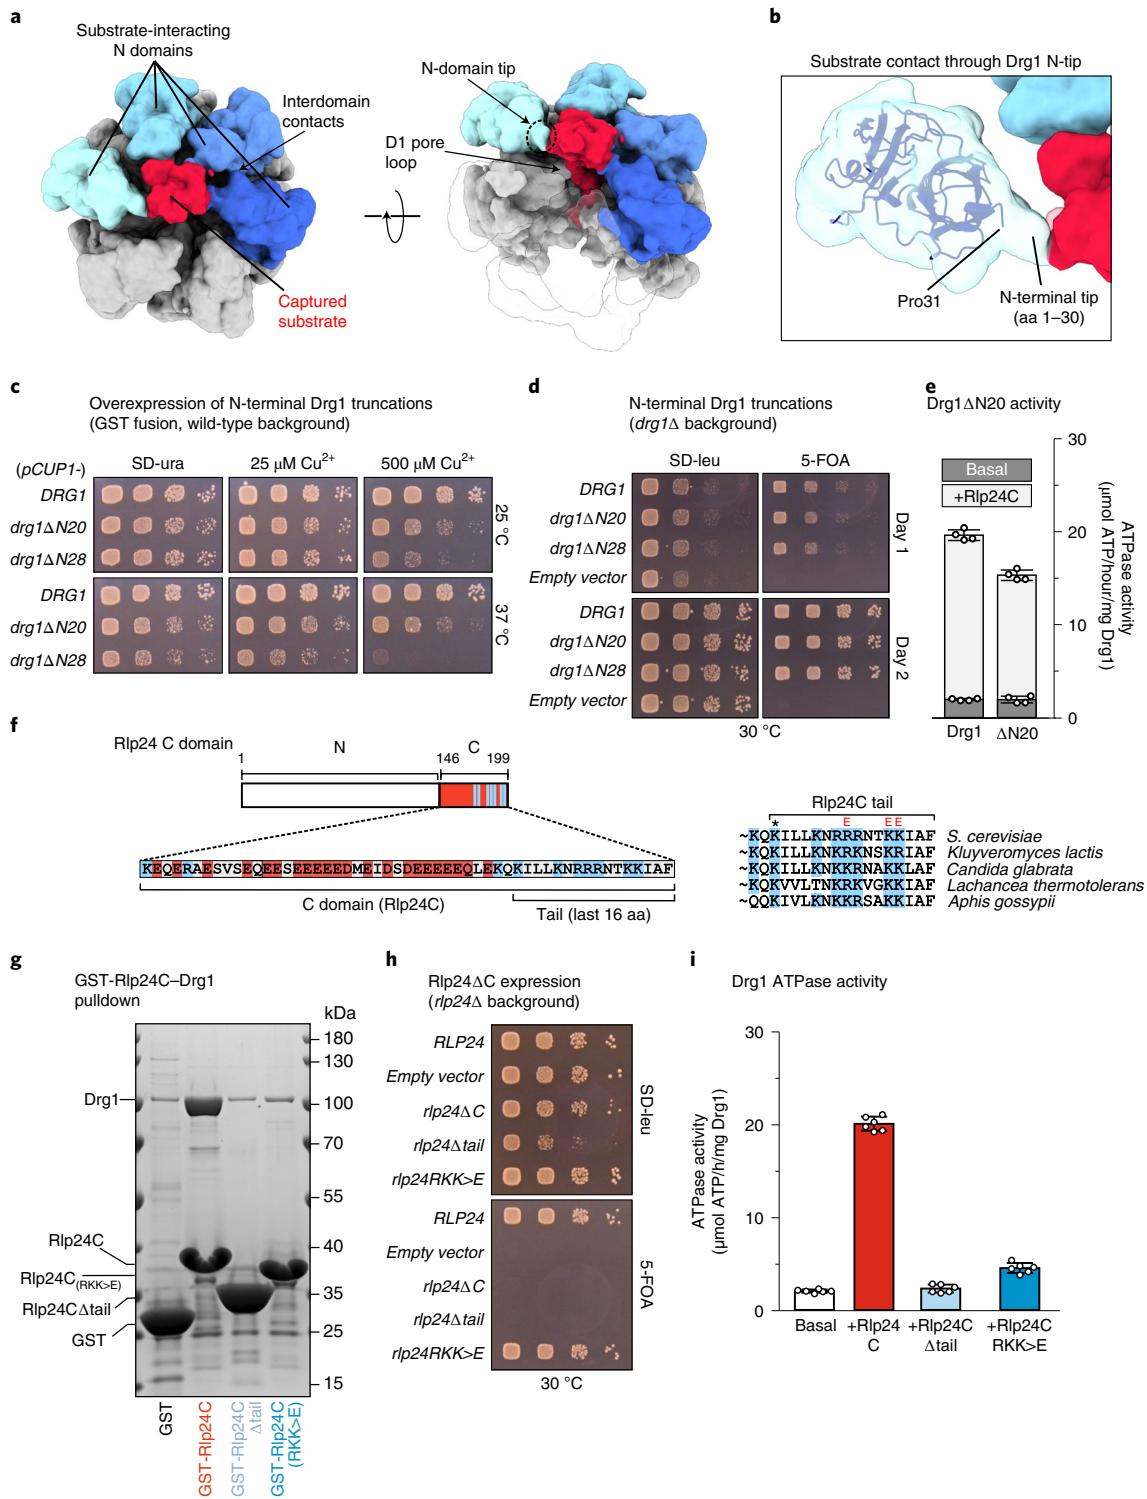 a
Substrate-interacting
N domains
Interdomain
contacts
Captured
substrate
N-domain tip
D1 pore
loop
b
Substrate contact through Drg1 N-tip
Pro31
N-terminal tip
(aa 1–30)
c
Overexpression of N-terminal Drg1 truncations
(GST fusion, wild-type background)
(pCUP1-)
SD-ura
25 µM Cu2+
500 µM Cu2+
DRG1
drg1ΔN20
drg1ΔN28
25 °C
DRG1
drg1ΔN20
drg1ΔN28
37 °C
d
N-terminal Drg1 truncations
(drg1Δ background)
SD-leu
5-FOA
DRG1
drg1ΔN20
drg1ΔN28
Empty vector
Day 1
DRG1
drg1ΔN20
drg1ΔN28
Empty vector
Day 2
30 °C
e
Drg1ΔN20 activity
Basal
+Rlp24C
30
20
10
0
ATPase activity
(µmol ATP/hour/mg Drg1)
Drg1
ΔN20
f
Rlp24 C domain
1
N
146
C
199
KEQERAESVSEQEESEEEEEDMEIDSDEEEEEQLEKQKILLKNRRRNTKKIAF
C domain (Rlp24C)
Tail (last 16 aa)
Rlp24C tail
*
E
E E
~KQKILLKNRRRNTKKIAF S. cerevisiae
~KQKILLKNRKRNSKRIAF Kluyveromyces lactis
~KQKILLKNKKRNAKKLAF Candida glabrata
~KQKVVLTNKRKVGKKIAF Lachancea thermotolerans
~QQKIVLKNKKRSAKKIAF Aphis gossypii
g
GST-Rlp24C–Drg1
pulldown
kDa
180
130
100
70
55
40
35
25
15
Drg1
Rlp24C
Rlp24C(RKK>E)
Rlp24CΔtail
GST
GST
GST-Rlp24C
GST-Rlp24C
Δtail
GST-Rlp24C
(RKK>E)
h
Rlp24ΔC expression
(rlp24Δ background)
RLP24
Empty vector
rlp24ΔC
rlp24Δtail
rlp24RKK>E
SD-leu
RLP24
Empty vector
rlp24ΔC
rlp24Δtail
rlp24RKK>E
5-FOA
30 °C
i
Drg1 ATPase activity
ATPase activity
(µmol ATP/h/mg Drg1)
30
20
10
0
Basal
+Rlp24
C
+Rlp24C
Δtail
+Rlp24C
RKK>E